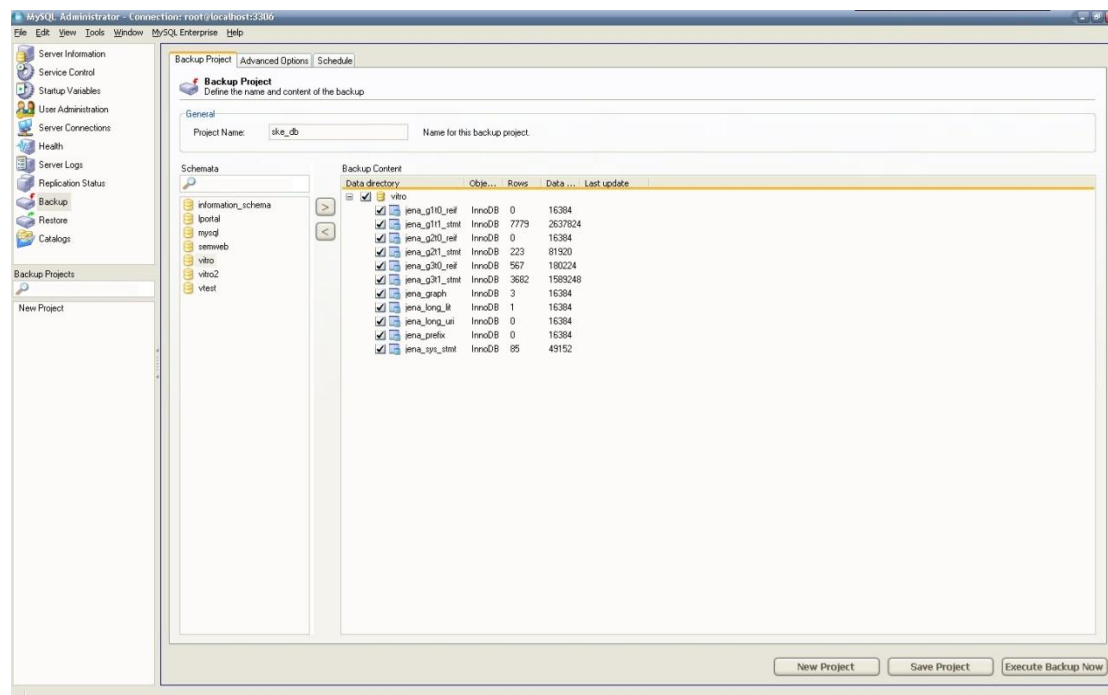 MySQL Administrator - Connection: root@localhost:3306
File Edit View Tools Window MySQL Enterprise Help
Server Information
Service Control
Startup Variables
User Administration
Server Connections
Health
Server Logs
Replication Status
Backup
Restore
Catalogs
Backup Projects
New Project
Backup Project Advanced Options Schedule
Backup Project
Define the name and content of the backup
General
Project Name: ske_db Name for this backup project.
Schemata
information_schema
lportal
mysql
semweb
vitro
vitro2
vtest
>
<
Backup Content
Data directory Obje... Rows Data ... Last update
vitro
jena_g1t0_reif InnoDB 0 16384
jena_g1t1_stmt InnoDB 7779 2637824
jena_g2t0_reif InnoDB 0 16384
jena_g2t1_stmt InnoDB 223 81920
jena_g3t0_reif InnoDB 567 180224
jena_g3t1_stmt InnoDB 3682 1589248
jena_graph InnoDB 3 16384
jena_long_lit InnoDB 1 16384
jena_long_uri InnoDB 0 16384
jena_prefix InnoDB 0 16384
jena_sys_stmt InnoDB 85 49152
New Project Save Project Execute Backup Now